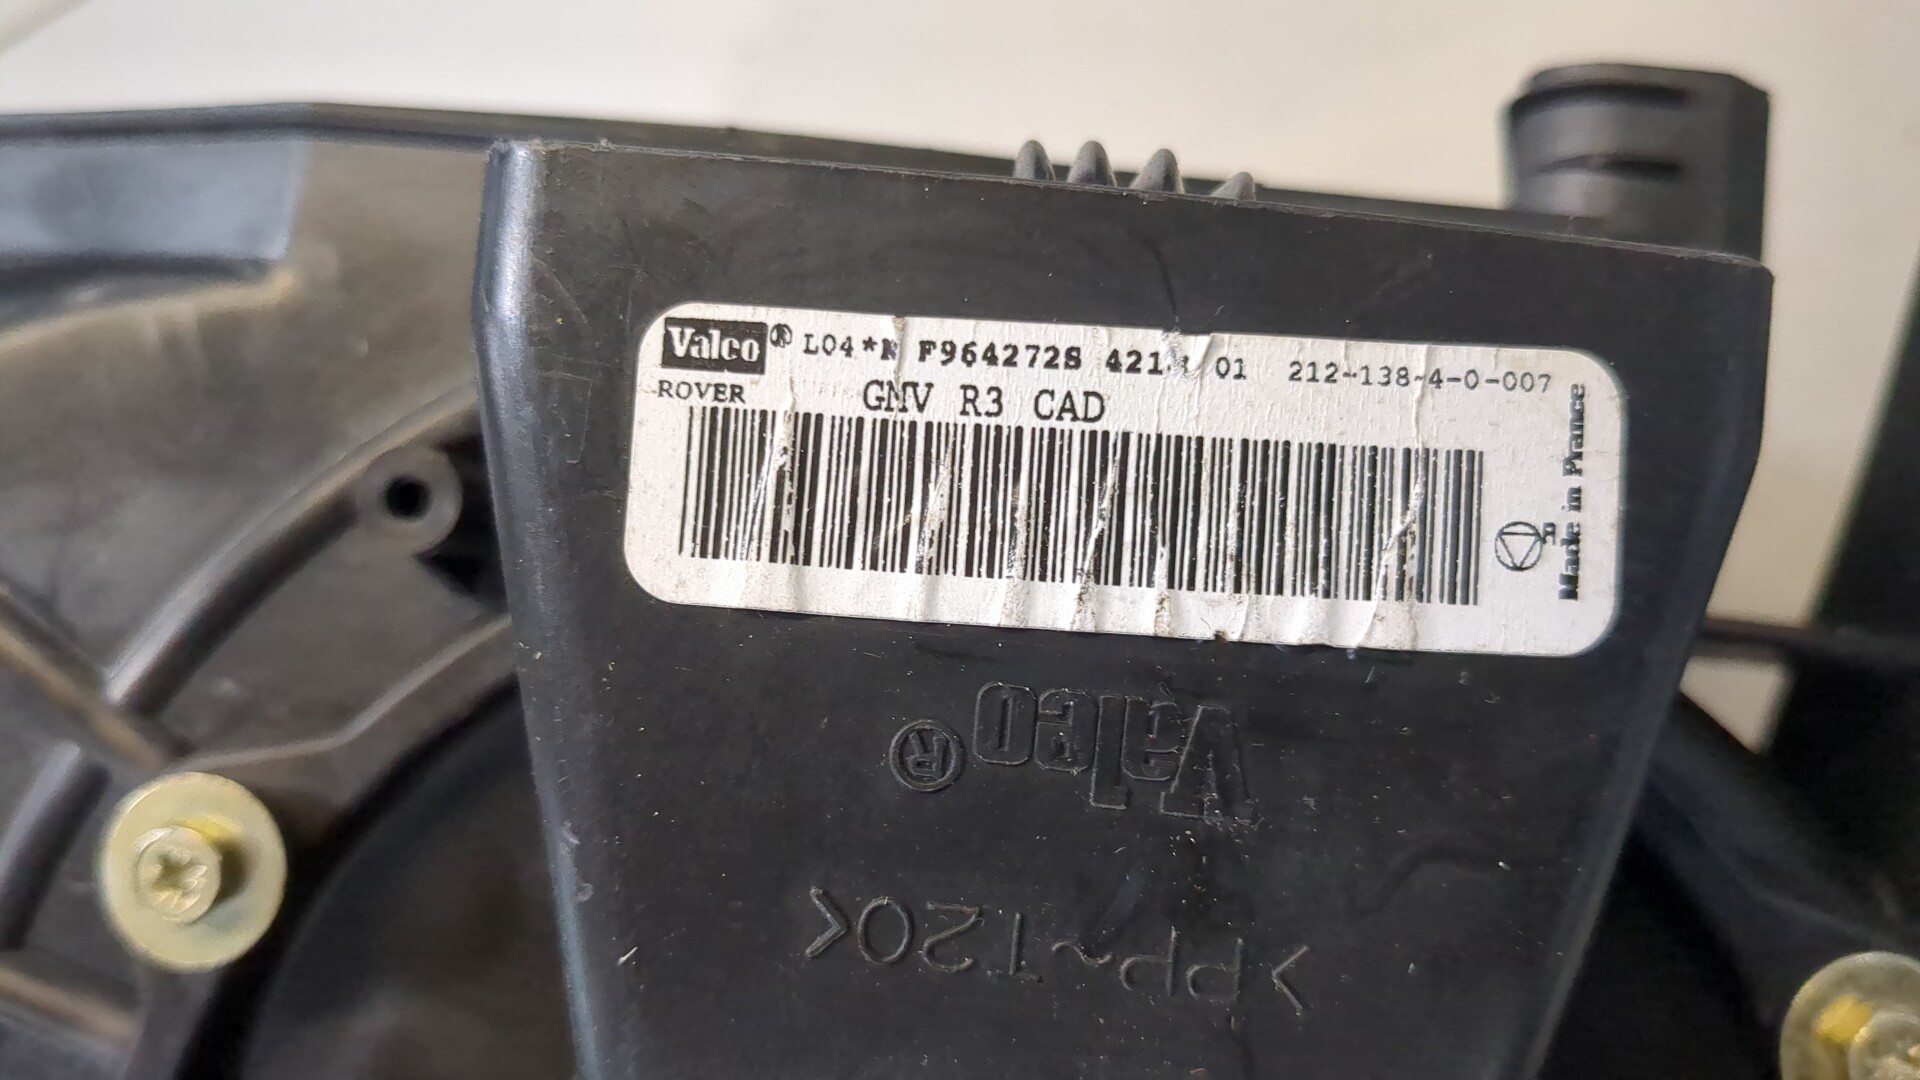 Valeo® L04*N F964272S 421 01 212-138-4-0-007
ROVER GMV R3 CAD
Made in France
Valeo®
>PP~T20<